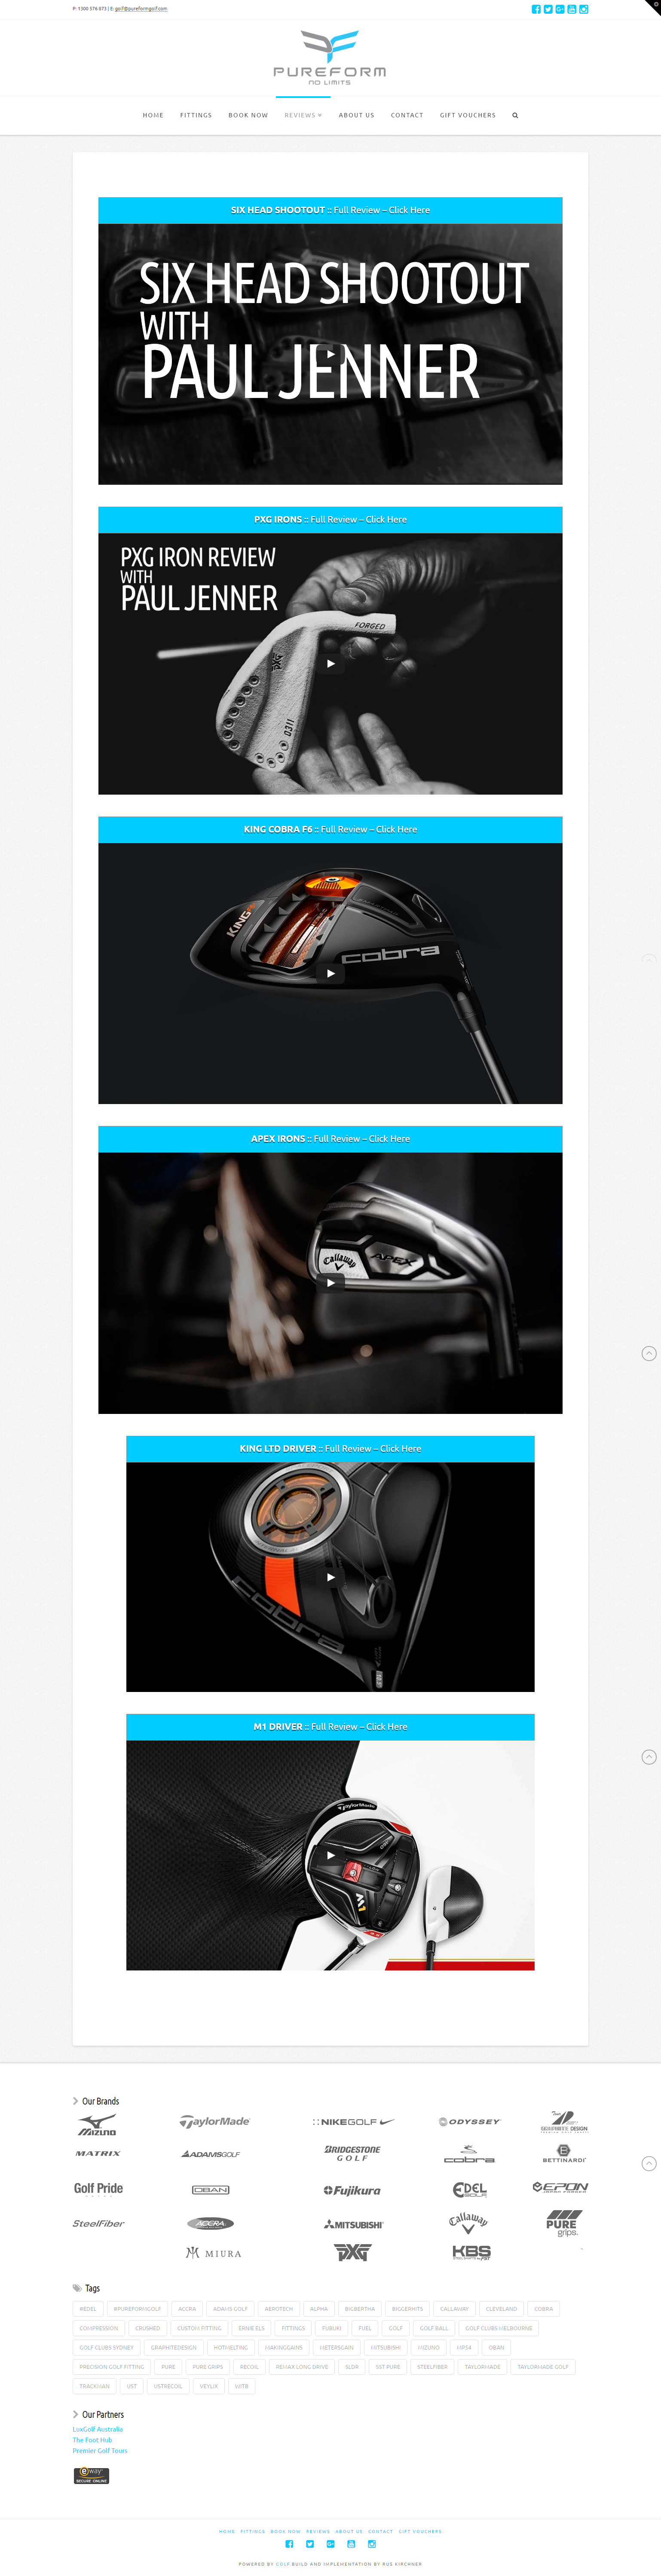 P: 1300 576 873 | E: golf@pureformgolf.com
PUREFORM
NO LIMITS
HOME FITTINGS BOOK NOW REVIEWS ABOUT US CONTACT GIFT VOUCHERS
SIX HEAD SHOOTOUT :: Full Review – Click Here
SIX HEAD SHOOTOUT
WITH
PAUL JENNER
PXG IRONS :: Full Review – Click Here
PXG IRON REVIEW
WITH
PAUL JENNER
FORGED
PXG
0311
KING COBRA F6 :: Full Review – Click Here
KING
cobra
APEX IRONS :: Full Review – Click Here
Callaway
APEX
KING LTD DRIVER :: Full Review – Click Here
cobra
M1 DRIVER :: Full Review – Click Here
TaylorMade
M1
Our Brands
MIZUNO TaylorMade NIKEGOLF ODYSSEY GRAPHITE DESIGN
MATRIX ADAMSGOLF BRIDGESTONE GOLF cobra BETTINARDI
Golf Pride OBAN Fujikura EDEL GOLF EPON
SteelFiber ACCRA MITSUBISHI Callaway PURE grips
MIURA PXG KBS
Tags
#EDEL #PUREFORMGOLF ACCRA ADAMS GOLF AEROTECH ALPHA BIGBERTHA BIGGERHITS CALLAWAY CLEVELAND COBRA
COMPRESSION CRUSHED CUSTOM FITTING ERNIE ELS FITTINGS FUBUKI FUEL GOLF GOLF BALL GOLF CLUBS MELBOURNE
GOLF CLUBS SYDNEY GRAPHITEDESIGN HOTMELTING MAKINGGAINS METERSGAIN MITSUBISHI MIZUNO MP54 OBAN
PRECISION GOLF FITTING PURE PURE GRIPS RECOIL REMAX LONG DRIVE SLDR SST PURE STEELFIBER TAYLORMADE TAYLORMADE GOLF
TRACKMAN UST USTRECOIL VEYLIX WITB
Our Partners
LuxGolf Australia
The Foot Hub
Premier Golf Tours
eWAY
SECURE ONLINE
HOME FITTINGS BOOK NOW REVIEWS ABOUT US CONTACT GIFT VOUCHERS
POWERED BY GOLF BUILD AND IMPLEMENTATION BY RUS KIRCHNER